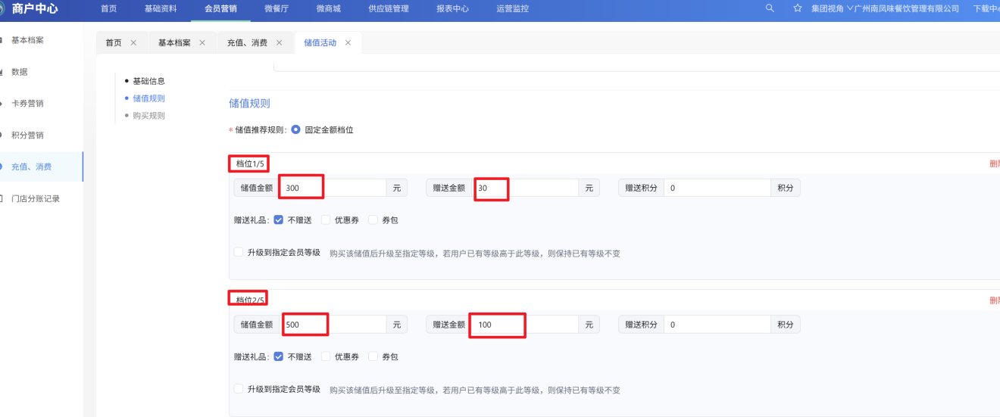 商户中心 首页 基础资料 会员营销 微餐厅 微商城 供应链管理 报表中心 运营监控 集团视角 广州南凤味餐饮管理有限公司 下载中
首页 × 基本档案 × 充值、消费 × 储值活动 ×
基本档案
数据
卡券营销
积分营销
充值、消费
门店分账记录
基础信息
储值规则
购买规则
储值规则
* 储值推荐规则: 固定金额档位
档位1/5
储值金额 300 元 赠送金额 30 元 赠送积分 0 积分
赠送礼品: 不赠送 优惠券 券包
升级到指定会员等级 购买该储值后升级至指定等级，若用户已有等级高于此等级，则保持已有等级不变
档位2/5
储值金额 500 元 赠送金额 100 元 赠送积分 0 积分
赠送礼品: 不赠送 优惠券 券包
升级到指定会员等级 购买该储值后升级至指定等级，若用户已有等级高于此等级，则保持已有等级不变